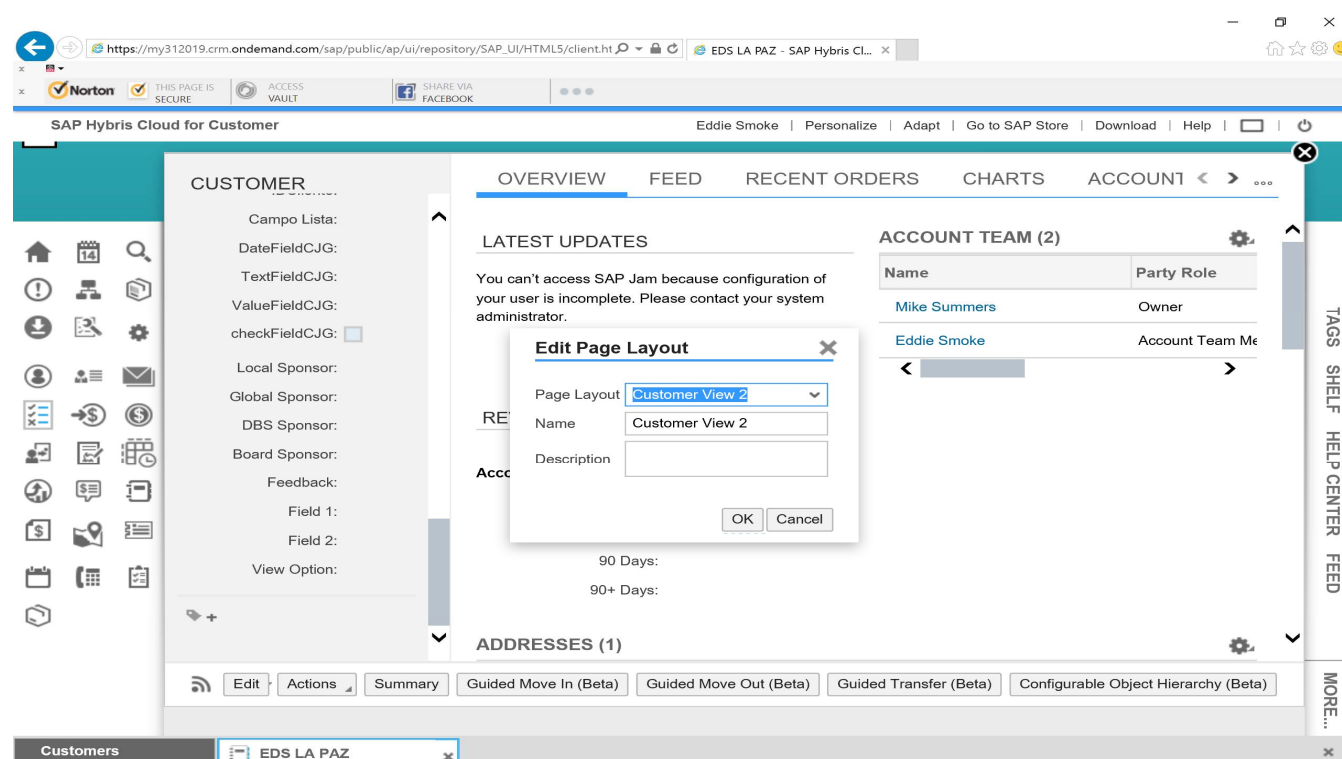 https://my312019.crm.ondemand.com/sap/public/ap/ui/repository/SAP_UI/HTML5/client.ht
EDS LA PAZ - SAP Hybris Cl...
Norton
THIS PAGE IS SECURE
ACCESS VAULT
SHARE VIA FACEBOOK
SAP Hybris Cloud for Customer
Eddie Smoke | Personalize | Adapt | Go to SAP Store | Download | Help |
CUSTOMER
OVERVIEW FEED RECENT ORDERS CHARTS ACCOUNT
Campo Lista:
DateFieldCJG:
TextFieldCJG:
ValueFieldCJG:
checkFieldCJG:
Local Sponsor:
Global Sponsor:
DBS Sponsor:
Board Sponsor:
Feedback:
Field 1:
Field 2:
View Option:
14
LATEST UPDATES
You can't access SAP Jam because configuration of
your user is incomplete. Please contact your system
administrator.
ACCOUNT TEAM (2)
Name Party Role
Mike Summers Owner
Eddie Smoke Account Team Me
Edit Page Layout
Page Layout Customer View 2
Name Customer View 2
Description
OK Cancel
RE
Acco
90 Days:
90+ Days:
ADDRESSES (1)
Edit Actions Summary Guided Move In (Beta) Guided Move Out (Beta) Guided Transfer (Beta) Configurable Object Hierarchy (Beta)
TAGS
SHELF
HELP CENTER
FEED
MORE...
Customers
EDS LA PAZ